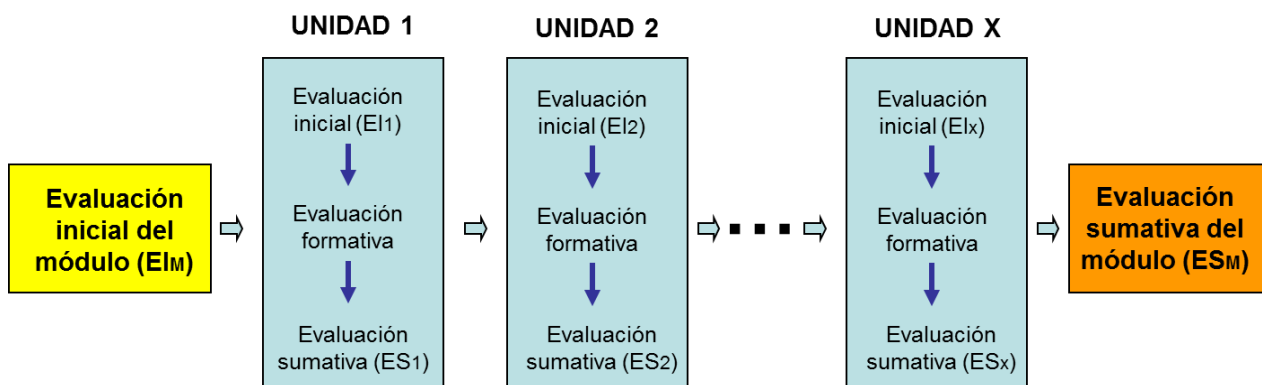 UNIDAD 1
UNIDAD 2
UNIDAD X
Evaluación
inicial del
módulo (EIM)
Evaluación
inicial (EI1)
Evaluación
formativa
Evaluación
sumativa (ES1)
Evaluación
inicial (EI2)
Evaluación
formativa
Evaluación
sumativa (ES2)
Evaluación
inicial (EIx)
Evaluación
formativa
Evaluación
sumativa (ESx)
Evaluación
sumativa del
módulo (ESM)